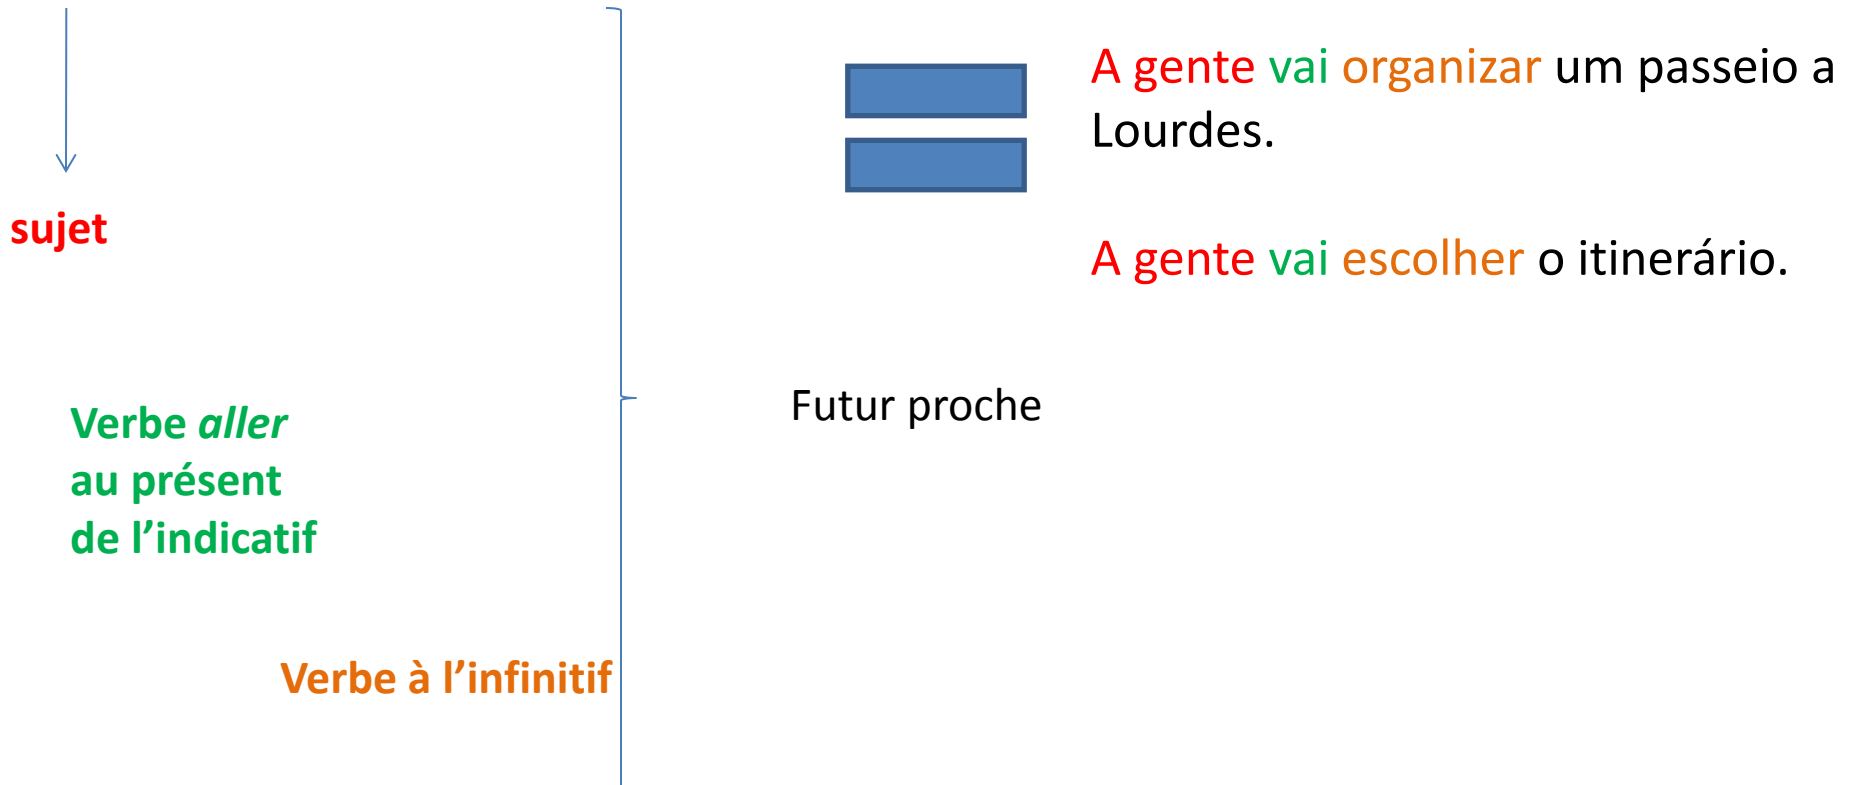 sujet
Verbe aller
au présent
de l’indicatif
Verbe à l’infinitif
Futur proche
A gente vai organizar um passeio a
Lourdes.
A gente vai escolher o itinerário.